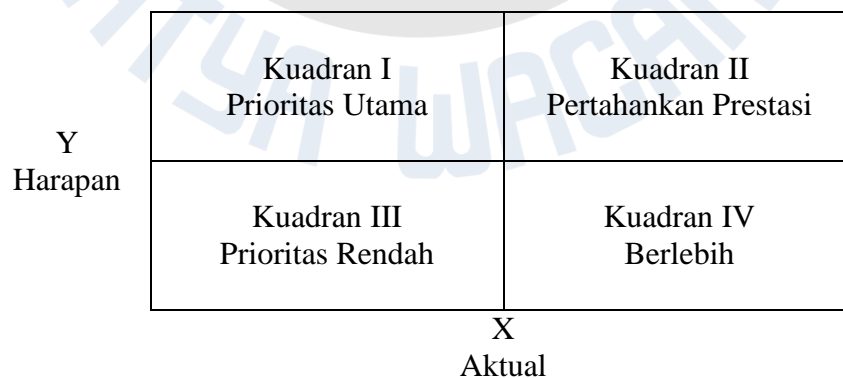 Kuadran I
Prioritas Utama
Kuadran II
Pertahankan Prestasi
Y
Harapan
Kuadran III
Prioritas Rendah
Kuadran IV
Berlebih
X
Aktual